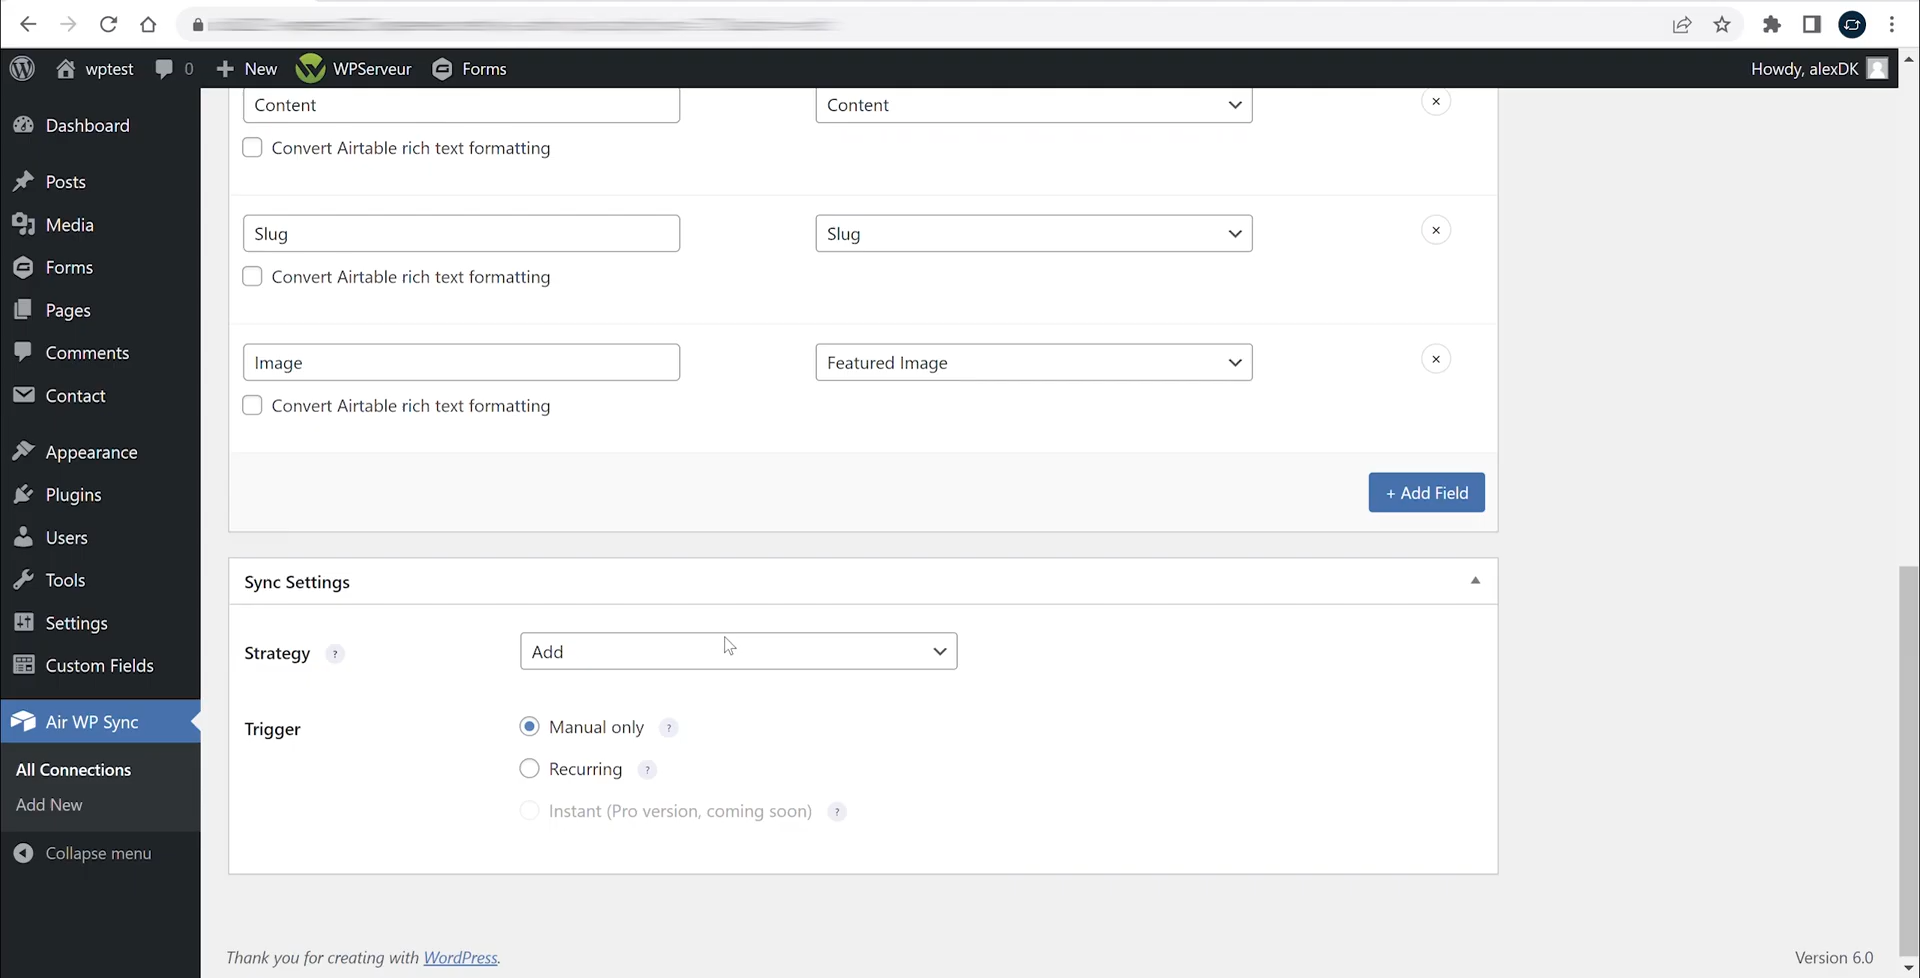 wptest 0 + New WPServeur Forms Howdy, alexDK
Dashboard
Posts
Media
Forms
Pages
Comments
Contact
Appearance
Plugins
Users
Tools
Settings
Custom Fields
Air WP Sync
All Connections
Add New
Collapse menu
Content Content ×
Convert Airtable rich text formatting
Slug Slug ×
Convert Airtable rich text formatting
Image Featured Image ×
Convert Airtable rich text formatting
+ Add Field
Sync Settings
Strategy ? Add
Trigger Manual only ?
Recurring ?
Instant (Pro version, coming soon) ?
Thank you for creating with WordPress. Version 6.0